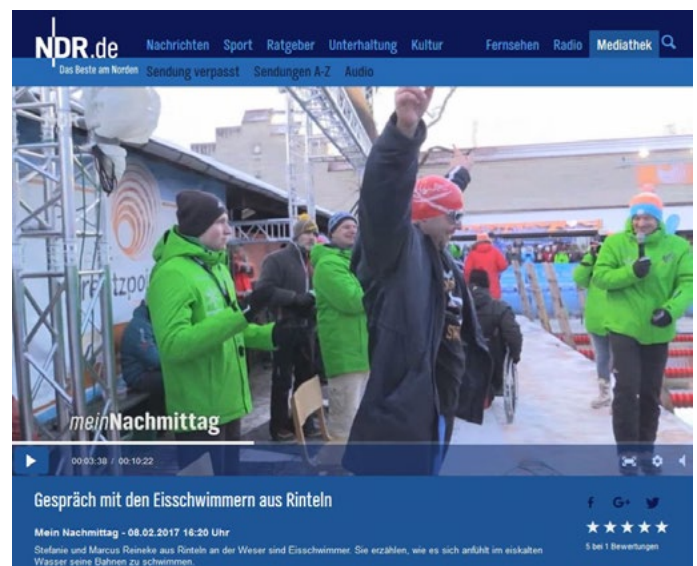 NDR.de
Das Beste am Norden
Nachrichten Sport Ratgeber Unterhaltung Kultur Fernsehen Radio Mediathek
Sendung verpasst Sendungen A-Z Audio
meinNachmittag
00:03:38 / 00:10:22
Gespräch mit den Eisschwimmern aus Rinteln
Mein Nachmittag - 08.02.2017 16:20 Uhr
Stefanie und Marcus Reineke aus Rinteln an der Weser sind Eisschwimmer. Sie erzählen, wie es sich anfühlt im eiskalten
Wasser seine Bahnen zu schwimmen.
f G+
5 bei 1 Bewertungen